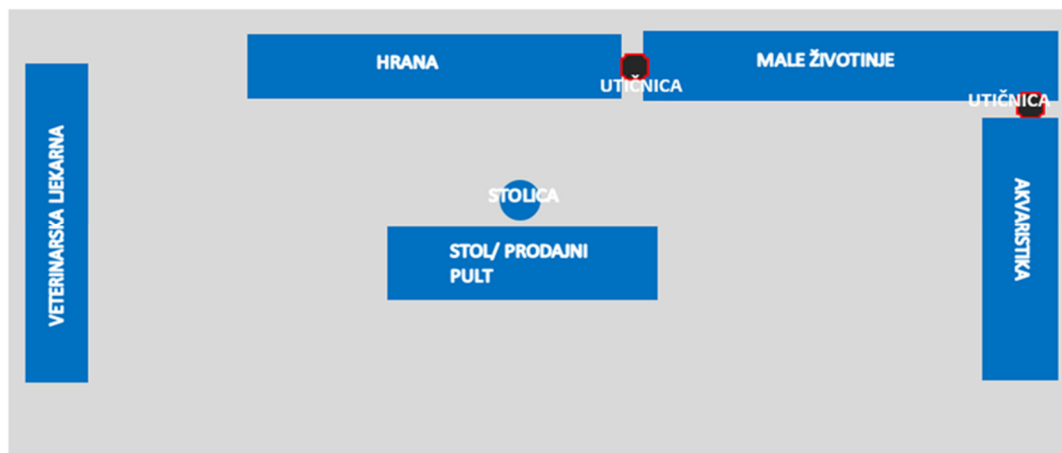 HRANA
MALE ŽIVOTINJE
UTIČNICA
UTIČNICA
VETERINARSKA LJEKARNA
STOLICA
AKVARISTIKA
STOL/ PRODAJNI
PULT